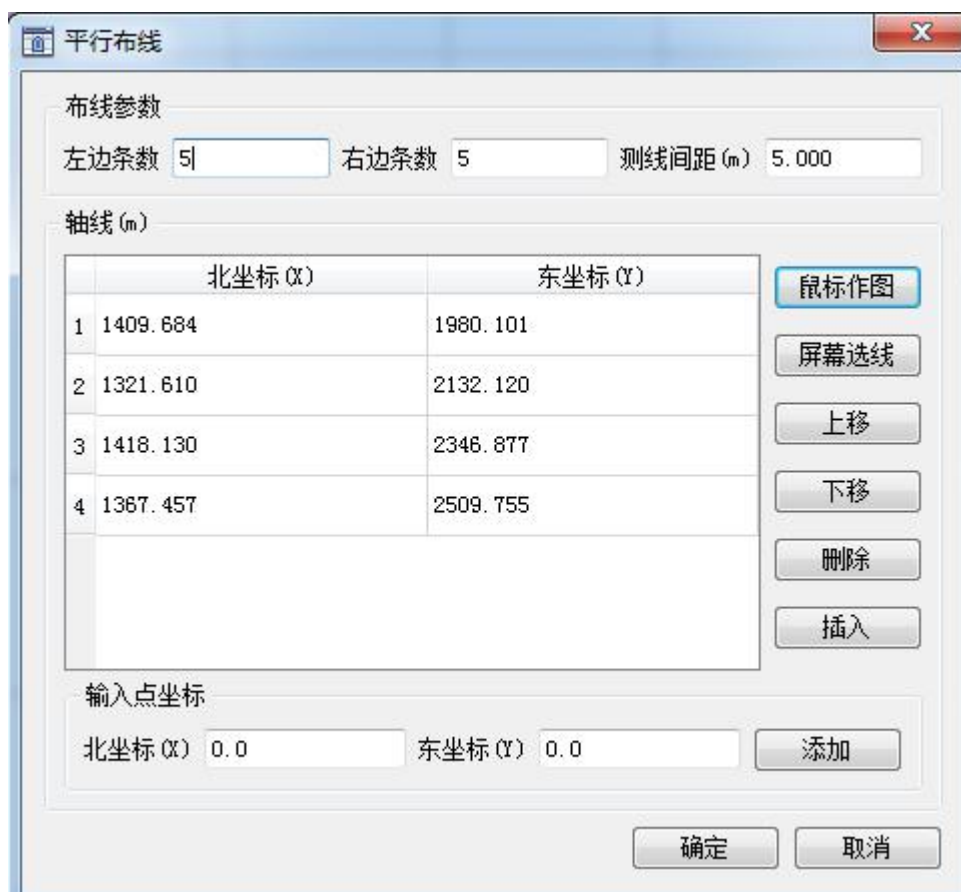 平行布线
布线参数
左边条数 5 右边条数 5 测线间距(m) 5.000
轴线(m)
北坐标(X) 东坐标(Y)
1 1409.684 1980.101
2 1321.610 2132.120
3 1418.130 2346.877
4 1367.457 2509.755
鼠标作图
屏幕选线
上移
下移
删除
插入
输入点坐标
北坐标(X) 0.0 东坐标(Y) 0.0 添加
确定 取消